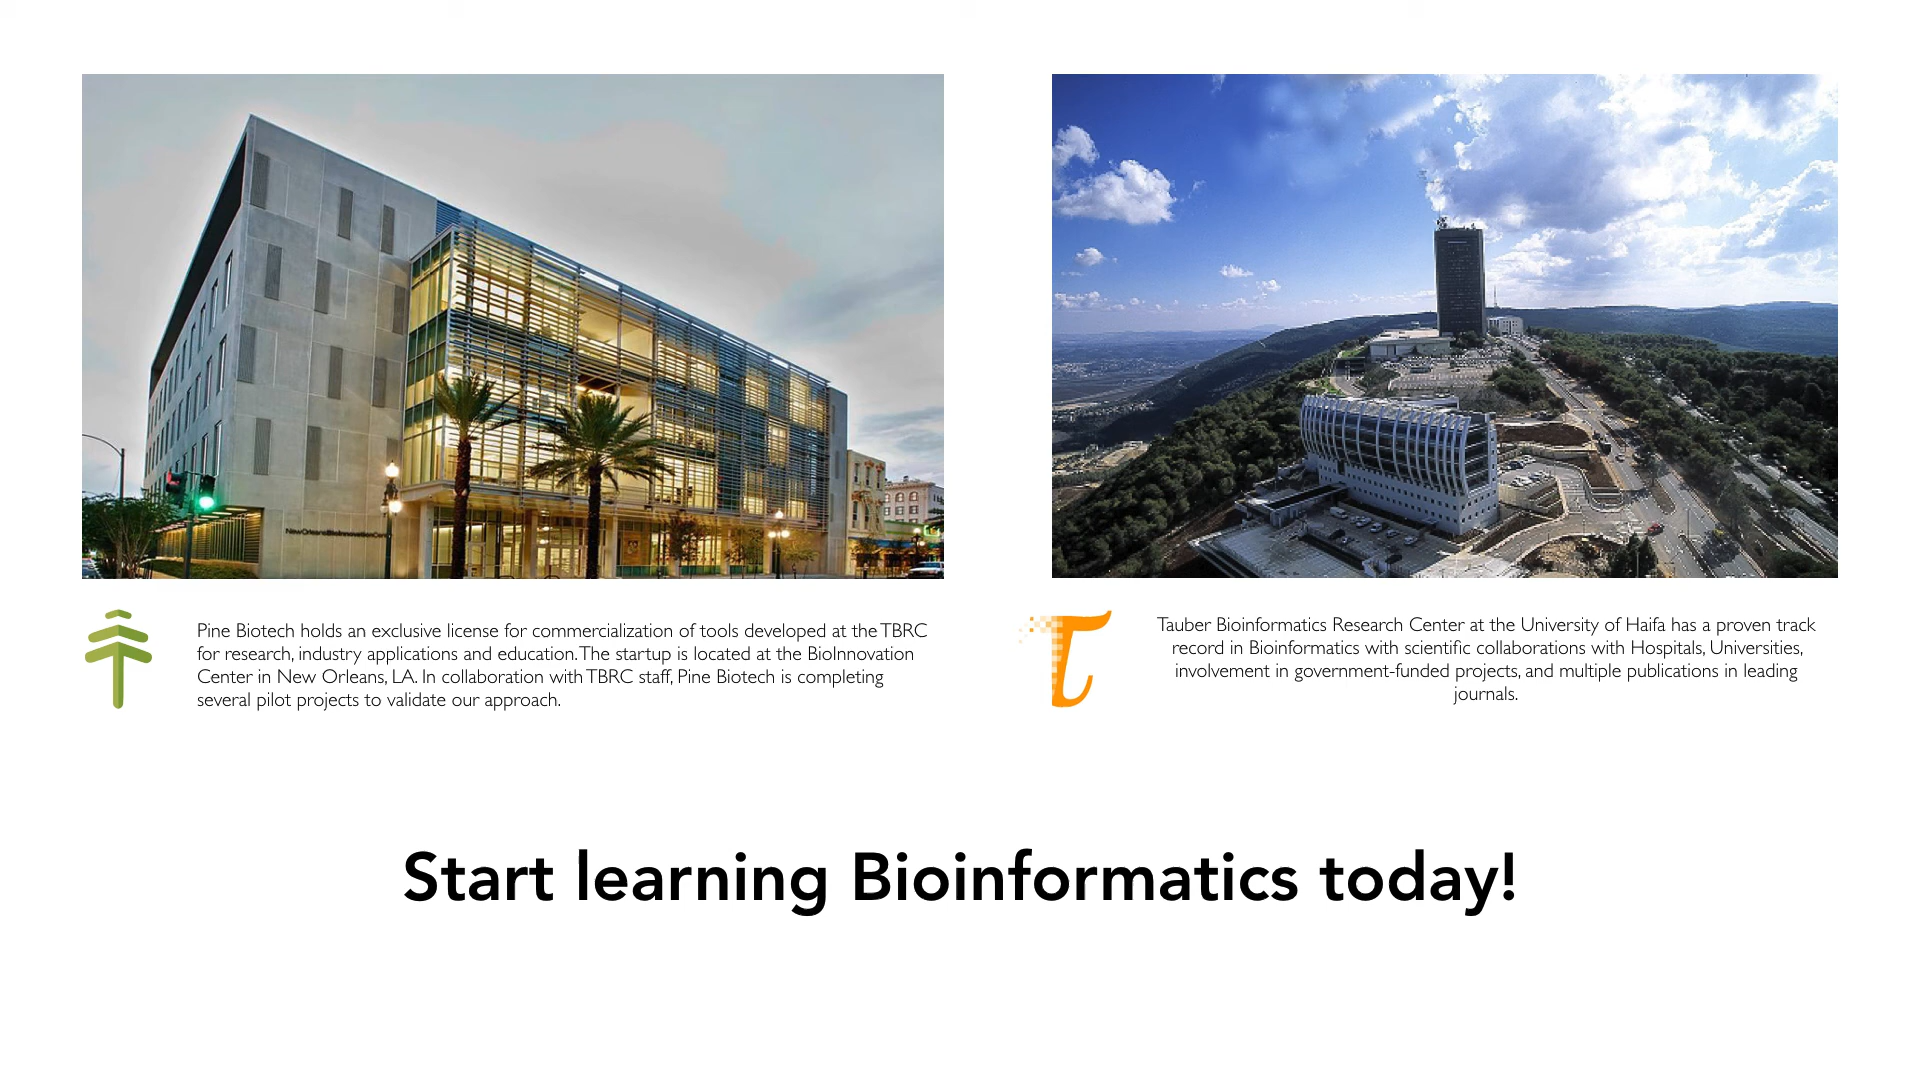 New Orleans BioInnovation Center
Pine Biotech holds an exclusive license for commercialization of tools developed at the TBRC
for research, industry applications and education. The startup is located at the BioInnovation
Center in New Orleans, LA. In collaboration with TBRC staff, Pine Biotech is completing
several pilot projects to validate our approach.
Tauber Bioinformatics Research Center at the University of Haifa has a proven track
record in Bioinformatics with scientific collaborations with Hospitals, Universities,
involvement in government-funded projects, and multiple publications in leading
journals.
Start learning Bioinformatics today!